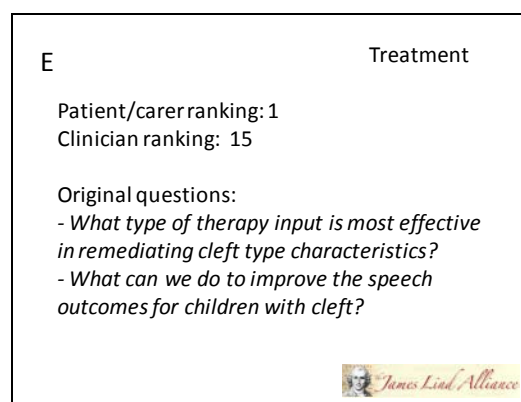 E
Treatment
Patient/carer ranking: 1
Clinician ranking: 15
Original questions:
- What type of therapy input is most effective
in remediating cleft type characteristics?
- What can we do to improve the speech
outcomes for children with cleft?
James Lind Alliance